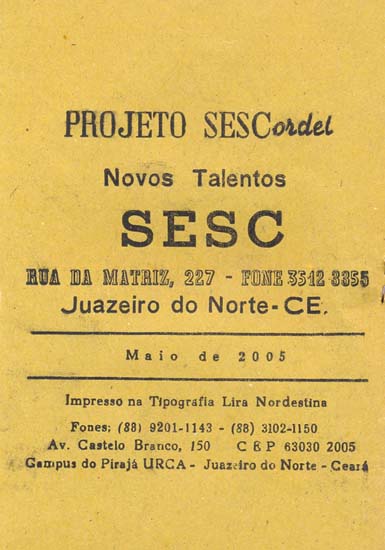 PROJETO SESCordel
Novos Talentos
SESC
RUA DA MATRIZ, 227 - FONE 3512 3355
Juazeiro do Norte - CE.
Maio de 2005
Impresso na Tipografia Lira Nordestina
Fones; (88) 9201-1143 - (88) 3102-1150
Av. Castelo Branco, 150 CEP 63030 2005
Campus do Pirajá URCA - Juazeiro do Norte - Ceará